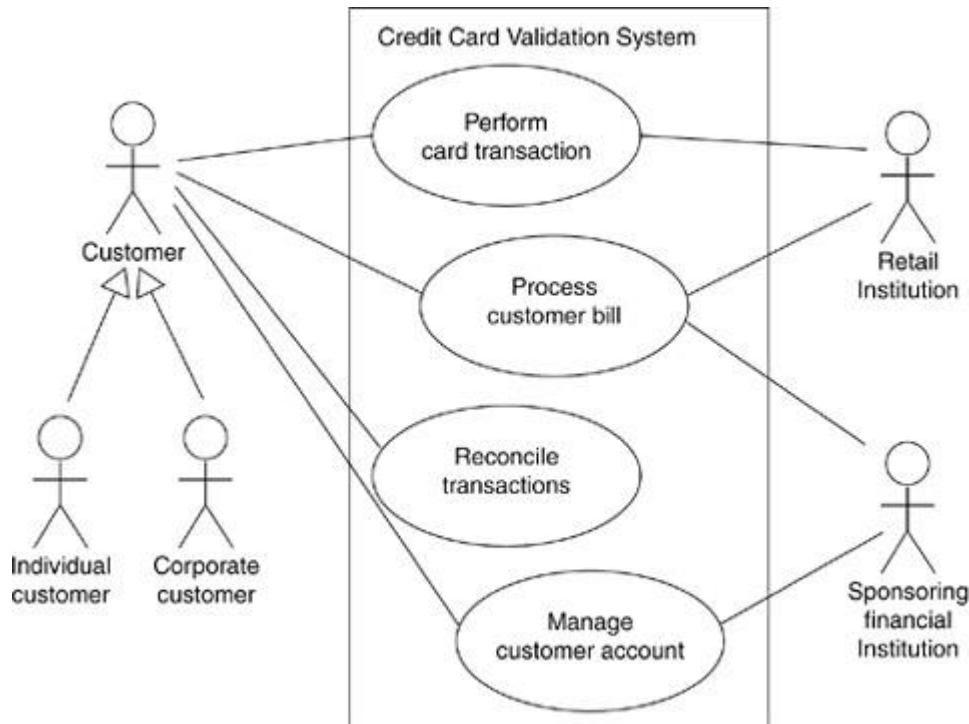 Credit Card Validation System
Perform
card transaction
Customer
Retail
Institution
Process
customer bill
Reconcile
transactions
Individual
customer
Corporate
customer
Manage
customer account
Sponsoring
financial
Institution